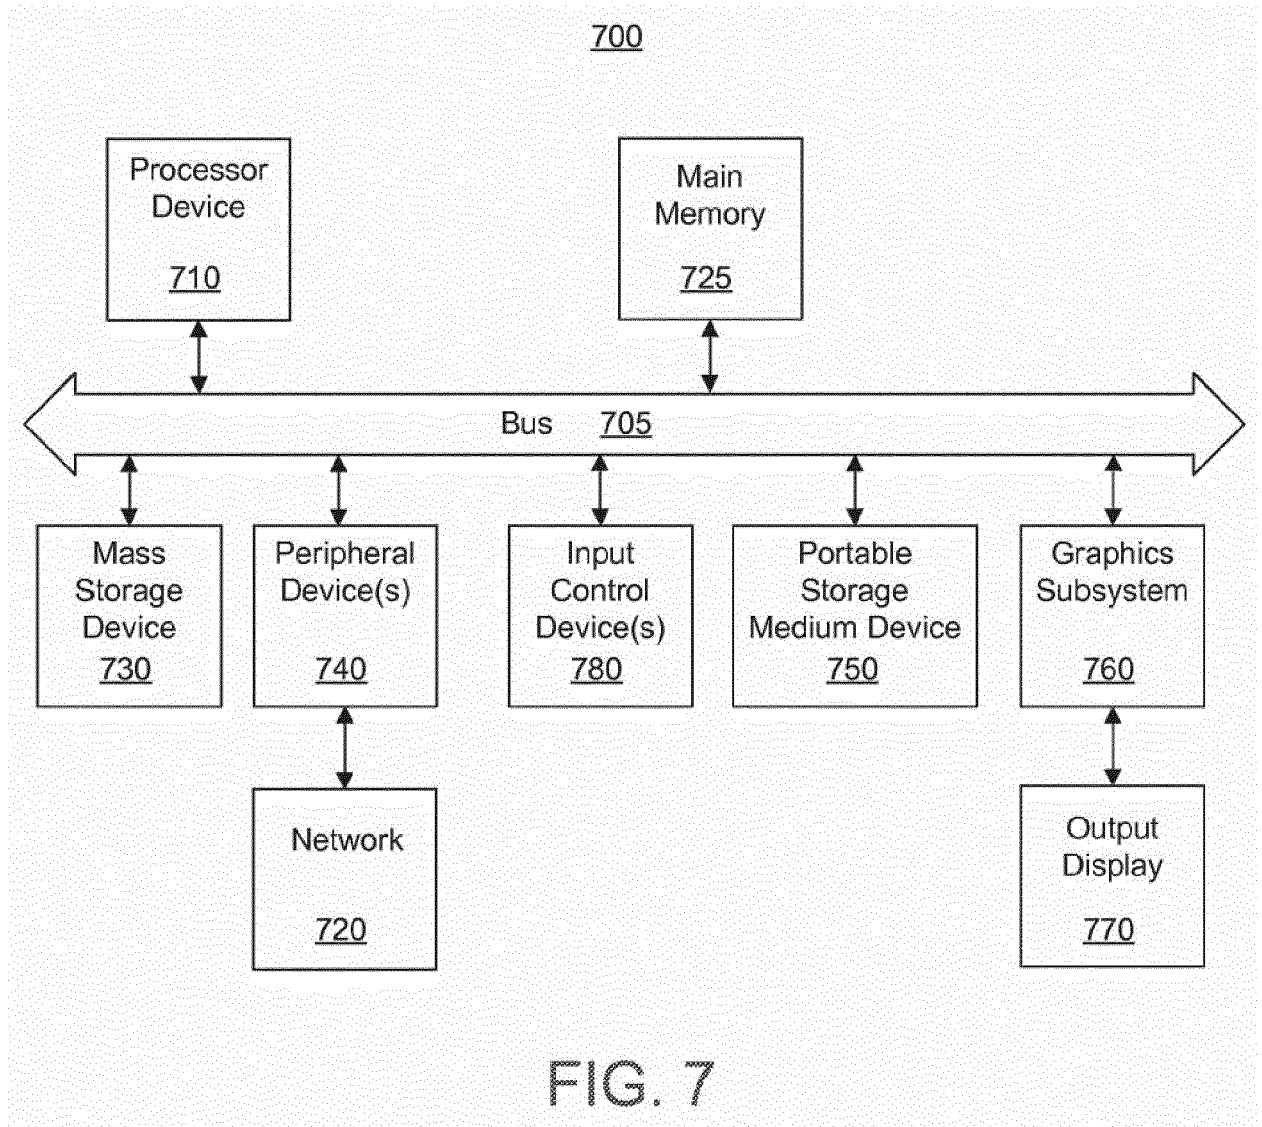 700
Processor
Device
710
Main
Memory
725
Bus 705
Mass
Storage
Device
730
Peripheral
Device(s)
740
Input
Control
Device(s)
780
Portable
Storage
Medium Device
750
Graphics
Subsystem
760
Network
720
Output
Display
770
FIG. 7